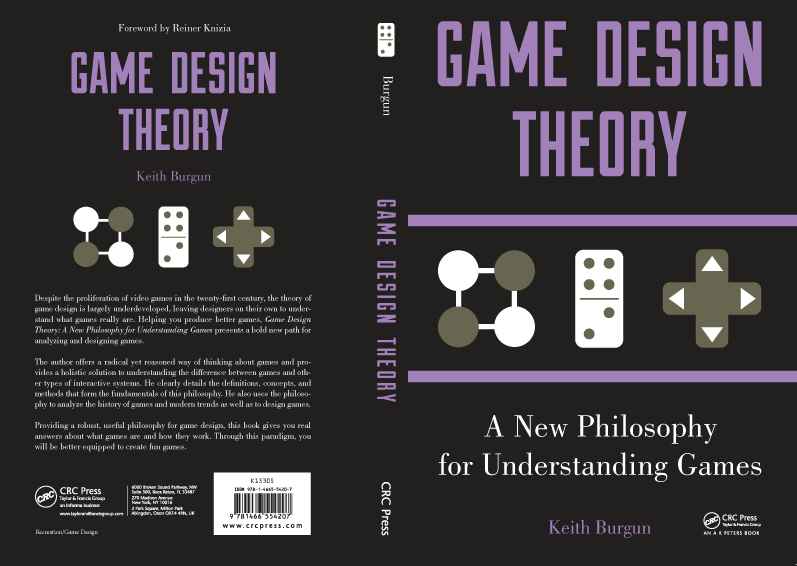 Foreword by Reiner Knizia
GAME DESIGN
THEORY
Keith Burgun
Despite the proliferation of video games in the twenty-first century, the theory of
game design is largely underdeveloped, leaving designers on their own to under-
stand what games really are. Helping you produce better games, Game Design
Theory: A New Philosophy for Understanding Games presents a bold new path for
analyzing and designing games.
The author offers a radical yet reasoned way of thinking about games and pro-
vides a holistic solution to understanding the difference between games and oth-
er types of interactive systems. He clearly details the definitions, concepts, and
methods that form the fundamentals of this philosophy. He also uses the philoso-
phy to analyze the history of games and modern trends as well as to design games.
Providing a robust, useful philosophy for game design, this book gives you real
answers about what games are and how they work. Through this paradigm, you
will be better equipped to create fun games.
CRC
CRC Press
Taylor & Francis Group
an informa business
www.taylorandfrancisgroup.com
6000 Broken Sound Parkway, NW
Suite 300, Boca Raton, FL 33487
270 Madison Avenue
New York, NY 10016
2 Park Square, Milton Park
Abingdon, Oxon OX14 4RN, UK
K13305
ISBN 978-1-4665-5420-7
9 781466 554207
www.crcpress.com
Recreation/Game Design
Burgun
GAME DESIGN THEORY
CRC Press
GAME DESIGN
THEORY
A New Philosophy
for Understanding Games
Keith Burgun
CRC
CRC Press
Taylor & Francis Group
AN A K PETERS BOOK